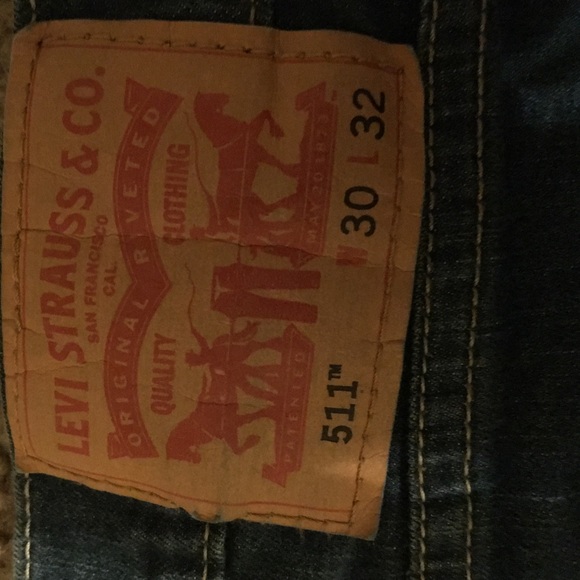 LEVI STRAUSS & CO.
SAN FRANCISCO
CAL
ORIGINAL RIVETED
QUALITY CLOTHING
PATENTED MAY 20 1873
511™ W 30 L 32